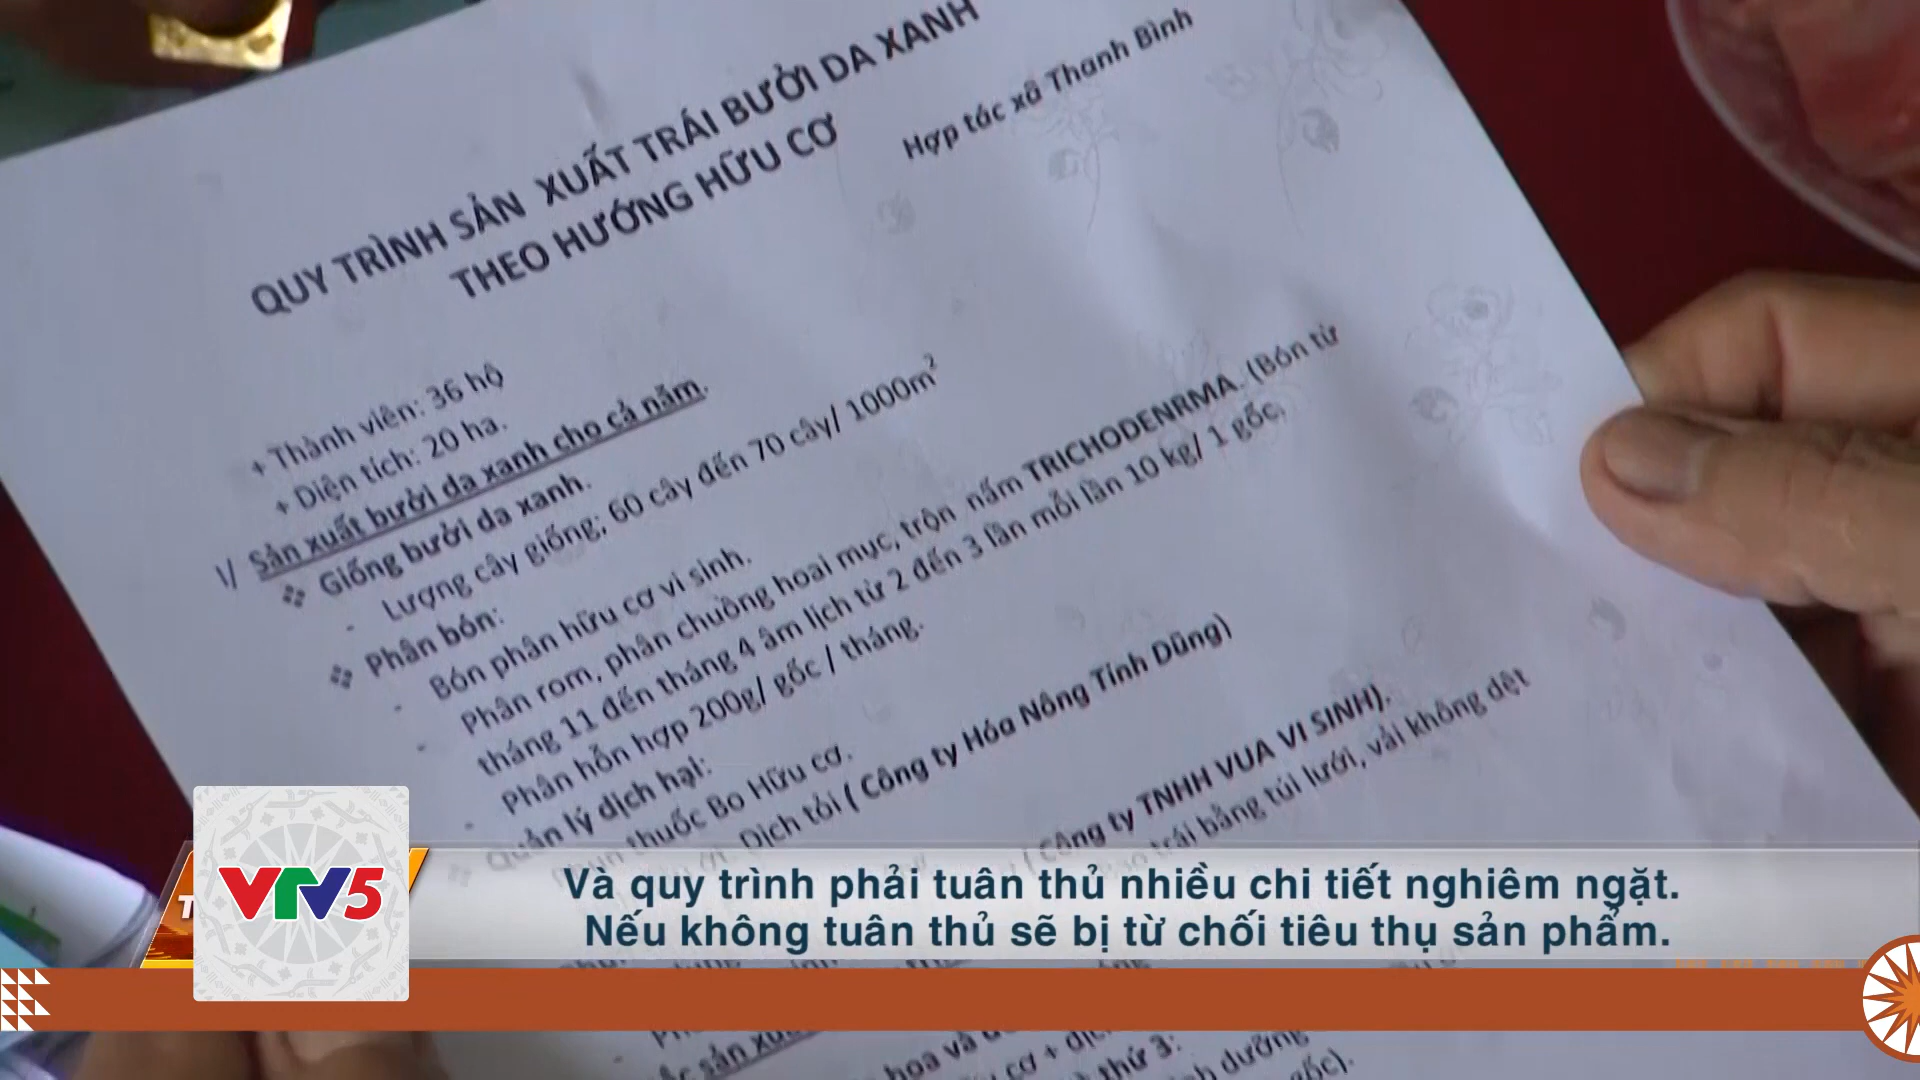 QUY TRÌNH SẢN XUẤT TRÁI BƯỞI DA XANH
THEO HƯỚNG HỮU CƠ
Hợp tác xã Thanh Bình
+ Thành viên: 36 hộ
+ Diện tích: 20 ha.
I/ Sản xuất bưởi da xanh cho cả năm.
Giống bưởi da xanh.
- Lượng cây giống; 60 cây đến 70 cây/ 1000m²
Phân bón:
- Bón phân hữu cơ vi sinh.
- Phân rom, phân chuồng hoai mục, trộn nấm TRICHODENRMA. (Bón từ
tháng 11 đến tháng 4 âm lịch từ 2 đến 3 lần mỗi lần 10 kg/ 1 gốc,
- Phân hỗn hợp 200g/ gốc / tháng.
Quản lý dịch hại:
thuốc Bo Hữu cơ.
Dịch tỏi ( Công ty Hóa Nông Tính Dũng)
( Công ty TNHH VUA VI SINH).
trái bằng túi lưới, vải không dệt
VTV5
Và quy trình phải tuân thủ nhiều chi tiết nghiêm ngặt.
Nếu không tuân thủ sẽ bị từ chối tiêu thụ sản phẩm.
hoa và
thứ 3:
dưỡng
gốc).